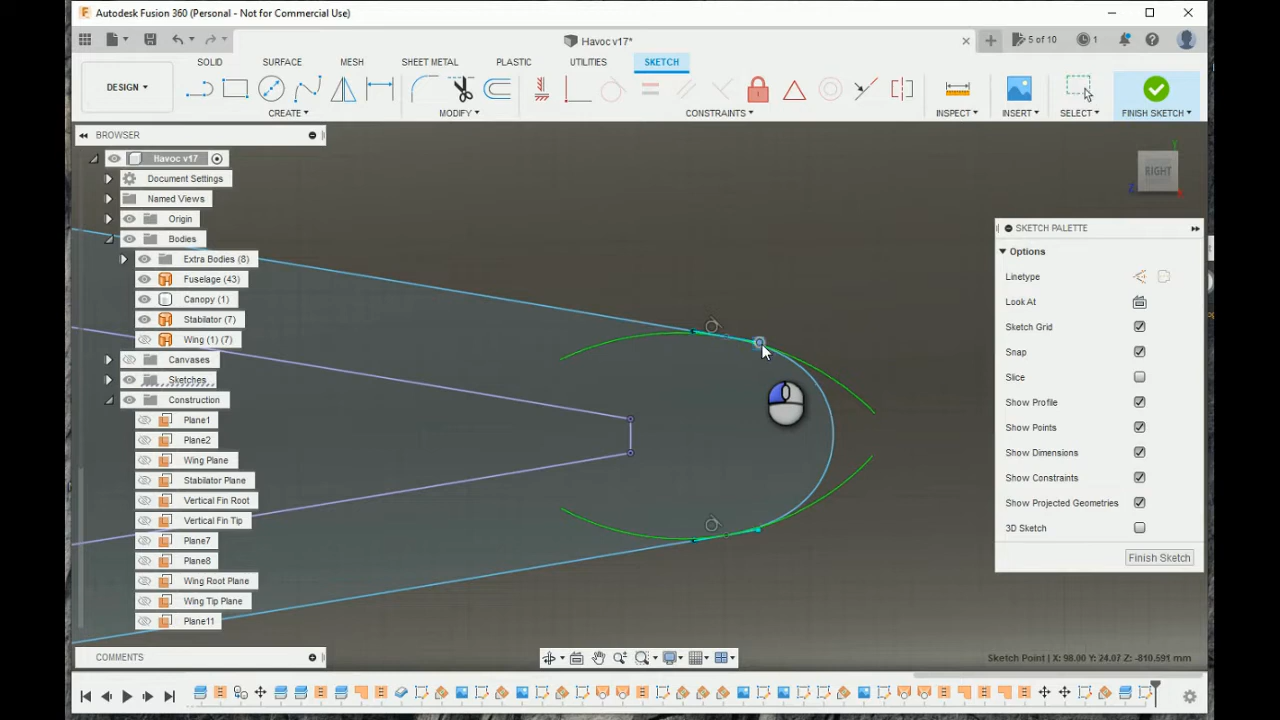 Autodesk Fusion 360 (Personal - Not for Commercial Use)
Havoc v17*
5 of 10
1
DESIGN
SOLID
SURFACE
MESH
SHEET METAL
PLASTIC
UTILITIES
SKETCH
CREATE
MODIFY
CONSTRAINTS
INSPECT
INSERT
SELECT
FINISH SKETCH
BROWSER
Havoc v17
Document Settings
Named Views
Origin
Bodies
Extra Bodies (8)
Fuselage (43)
Canopy (1)
Stabilator (7)
Wing (1) (7)
Canvases
Sketches
Construction
Plane1
Plane2
Wing Plane
Stabilator Plane
Vertical Fin Root
Vertical Fin Tip
Plane7
Plane8
Wing Root Plane
Wing Tip Plane
Plane11
COMMENTS
RIGHT
Y
Z
X
SKETCH PALETTE
Options
Linetype
Look At
Sketch Grid
Snap
Slice
Show Profile
Show Points
Show Dimensions
Show Constraints
Show Projected Geometries
3D Sketch
Finish Sketch
Sketch Point | X: 98.00 Y: 24.07 Z: -810.591 mm